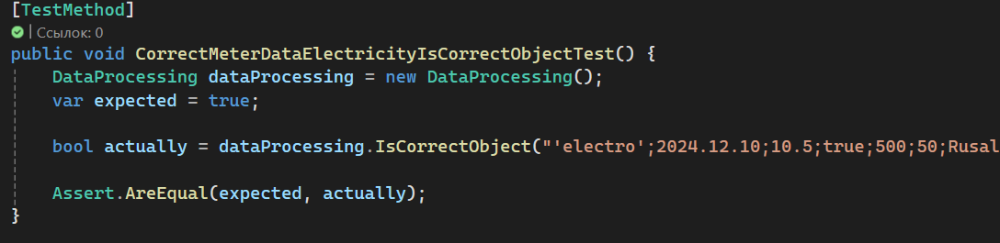 [TestMethod]
| Ссылок: 0
public void CorrectMeterDataElectricityIsCorrectObjectTest() {
DataProcessing dataProcessing = new DataProcessing();
var expected = true;
bool actually = dataProcessing.IsCorrectObject("'electro';2024.12.10;10.5;true;500;50;Rusal
Assert.AreEqual(expected, actually);
}